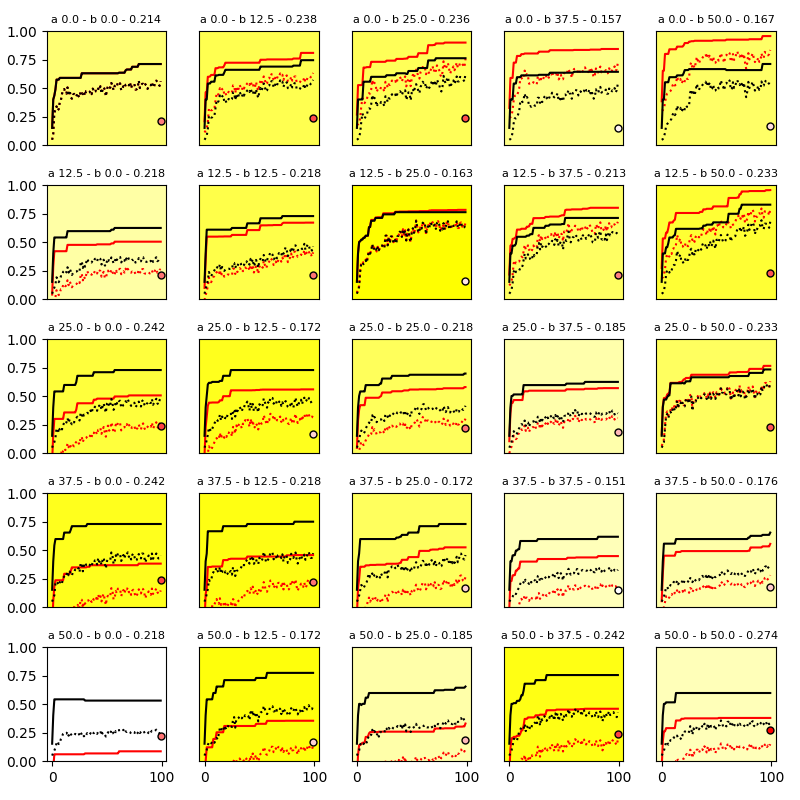 a 0.0 - b 0.0 - 0.214
a 0.0 - b 12.5 - 0.238
a 0.0 - b 25.0 - 0.236
a 0.0 - b 37.5 - 0.157
a 0.0 - b 50.0 - 0.167
1.00
0.75
0.50
0.25
0.00
a 12.5 - b 0.0 - 0.218
a 12.5 - b 12.5 - 0.218
a 12.5 - b 25.0 - 0.163
a 12.5 - b 37.5 - 0.213
a 12.5 - b 50.0 - 0.233
1.00
0.75
0.50
0.25
0.00
a 25.0 - b 0.0 - 0.242
a 25.0 - b 12.5 - 0.172
a 25.0 - b 25.0 - 0.218
a 25.0 - b 37.5 - 0.185
a 25.0 - b 50.0 - 0.233
1.00
0.75
0.50
0.25
0.00
a 37.5 - b 0.0 - 0.242
a 37.5 - b 12.5 - 0.218
a 37.5 - b 25.0 - 0.172
a 37.5 - b 37.5 - 0.151
a 37.5 - b 50.0 - 0.176
1.00
0.75
0.50
0.25
0.00
a 50.0 - b 0.0 - 0.218
a 50.0 - b 12.5 - 0.172
a 50.0 - b 25.0 - 0.185
a 50.0 - b 37.5 - 0.242
a 50.0 - b 50.0 - 0.274
1.00
0.75
0.50
0.25
0.00
0 100
0 100
0 100
0 100
0 100